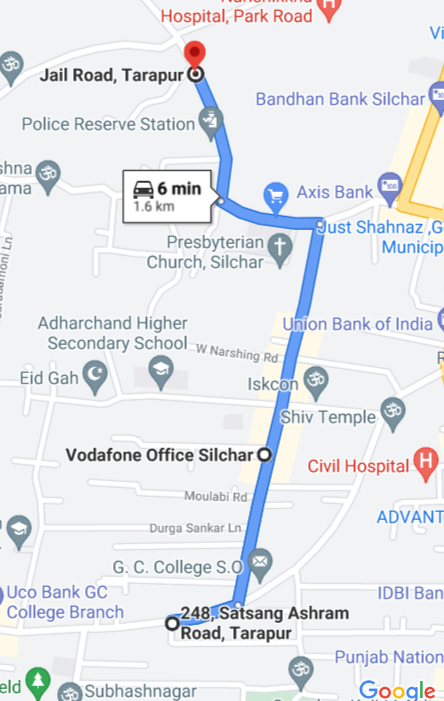 Nanshikkha
Hospital, Park Road
Jail Road, Tarapur
Vi
Bandhan Bank Silchar
Police Reserve Station
shna
ama
6 min
1.6 km
Axis Bank
Just Shahnaz ,G
Municip
Presbyterian
Church, Silchar
Union Bank of India
Adharchand Higher
Secondary School
W Narshing Rd
R
Eid Gah
Iskcon
Shiv Temple
Vodafone Office Silchar
Civil Hospital
Moulabi Rd
ADVANT
Durga Sankar Ln
G. C. College S.O
Uco Bank GC
College Branch
248, Satsang Ashram
Road, Tarapur
IDBI Ban
Punjab Nation
eld
Subhashnagar
Google